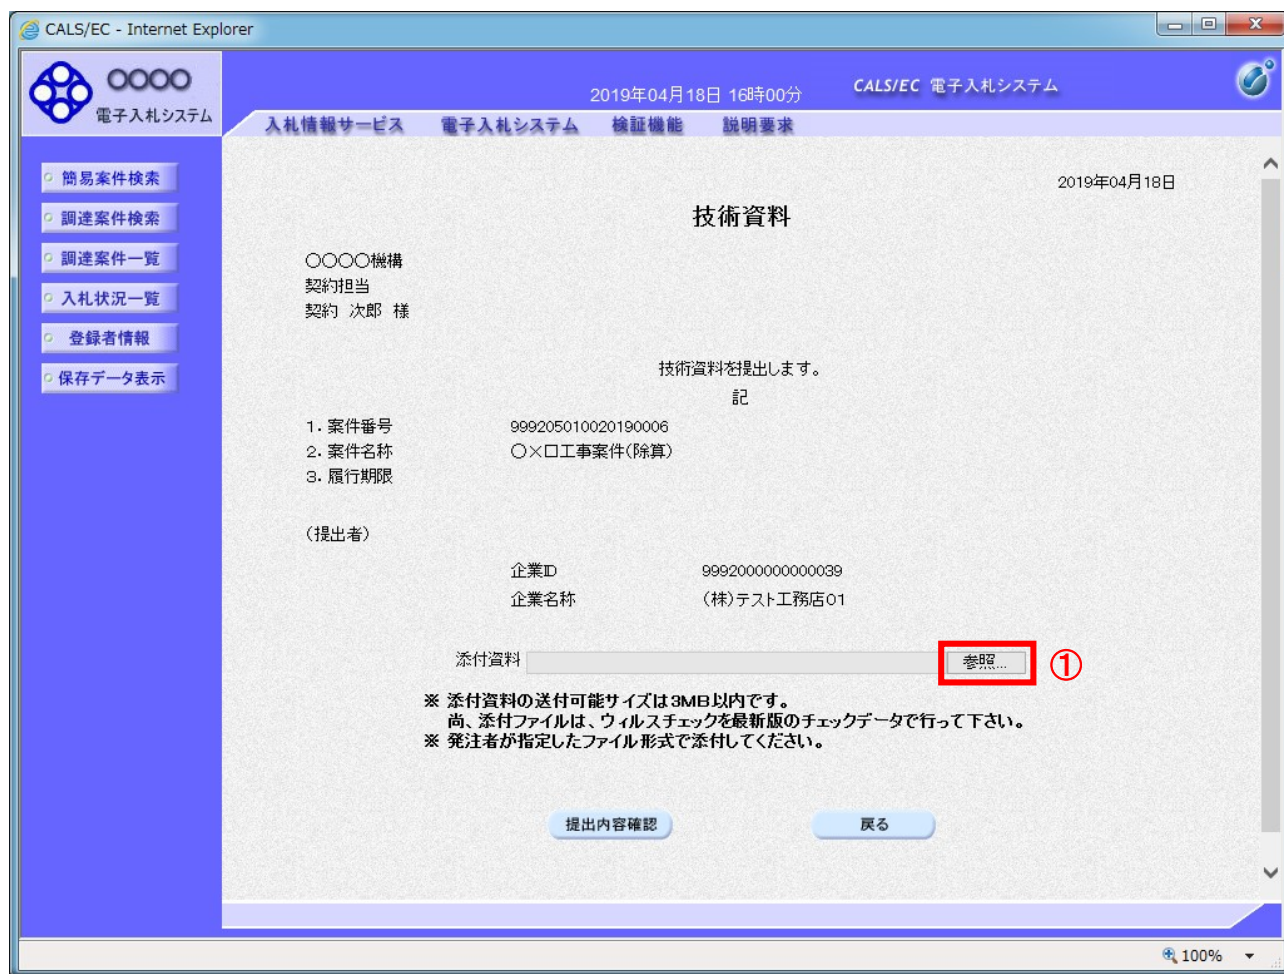 CALS/EC - Internet Explorer
〇〇〇〇
電子入札システム
2019年04月18日 16時00分
CALS/EC 電子入札システム
入札情報サービス 電子入札システム 検証機能 説明要求
簡易案件検索
調達案件検索
調達案件一覧
入札状況一覧
登録者情報
保存データ表示
2019年04月18日
技術資料
〇〇〇〇機構
契約担当
契約 次郎 様
技術資料を提出します。
記
1. 案件番号 999205010020190006
2. 案件名称 〇×口工事案件(除算)
3. 履行期限
(提出者)
企業ID 9992000000000039
企業名称 (株)テスト工務店01
添付資料 参照... ①
※ 添付資料の送付可能サイズは3MB以内です。
尚、添付ファイルは、ウィルスチェックを最新版のチェックデータで行って下さい。
※ 発注者が指定したファイル形式で添付してください。
提出内容確認 戻る
100%